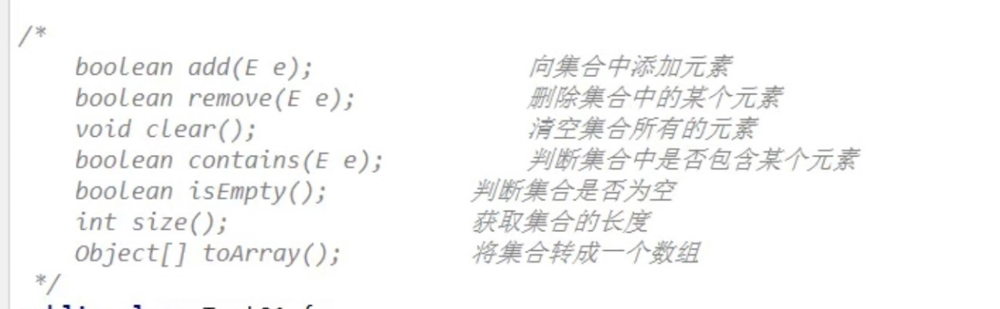 /*
boolean add(E e); 向集合中添加元素
boolean remove(E e); 删除集合中的某个元素
void clear(); 清空集合所有的元素
boolean contains(E e); 判断集合中是否包含某个元素
boolean isEmpty(); 判断集合是否为空
int size(); 获取集合的长度
Object[] toArray(); 将集合转成一个数组
*/